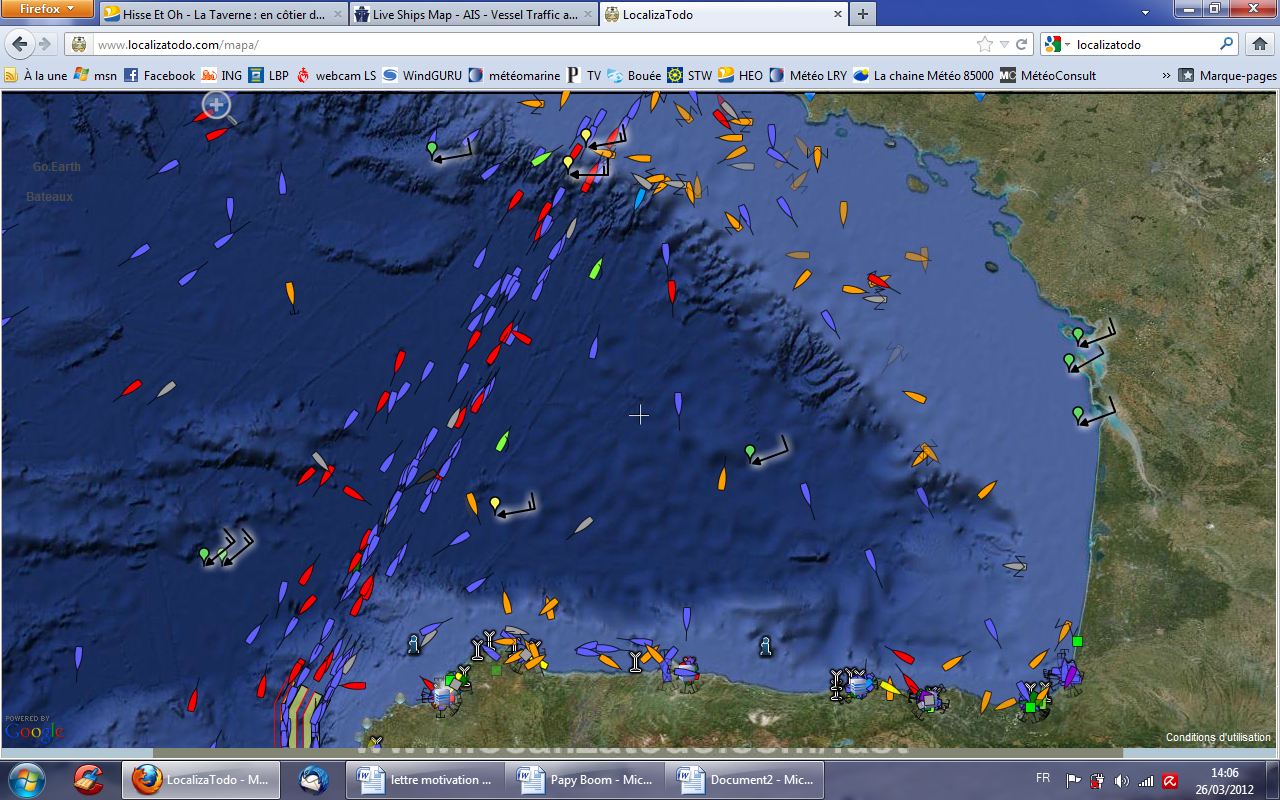 Firefox
Hisse Et Oh - La Taverne : en côtier d...
Live Ships Map - AIS - Vessel Traffic a...
LocalizaTodo
www.localizatodo.com/mapa/
localizatodo
À la une
msn
Facebook
ING
LBP
webcam LS
WindGURU
météomarine
TV
Bouée
STW
HEO
Météo LRY
La chaine Météo 85000
MC
MétéoConsult
»
Marque-pages
Go.Earth
Bateaux
POWERED BY
Google
Conditions d'utilisation
LocalizaTodo - M...
lettre motivation ...
Papy Boom - Mic...
Document2 - Mic...
FR
14:06
26/03/2012